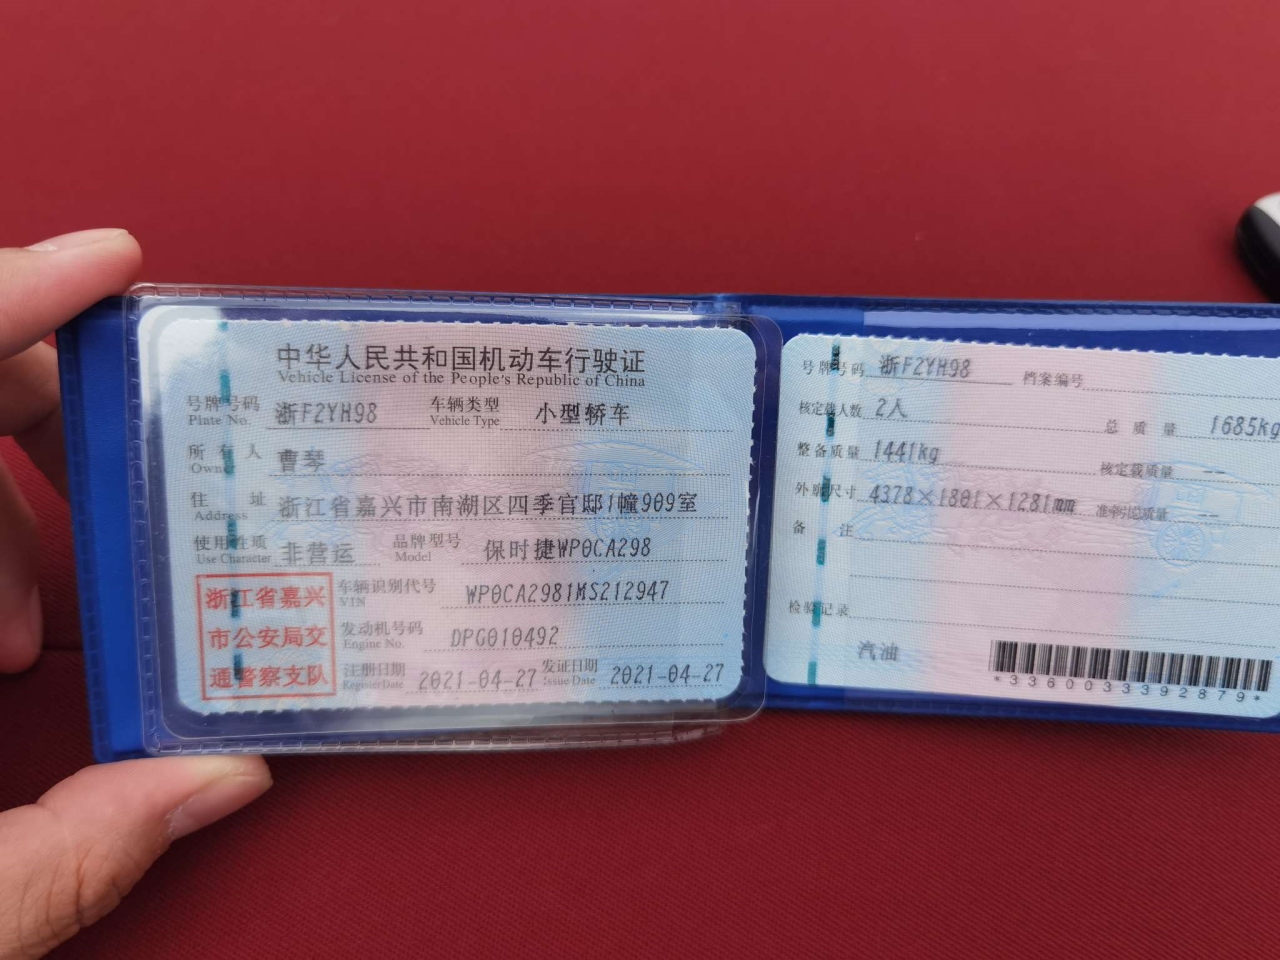 中华人民共和国机动车行驶证
Vehicle License of the People's Republic of China
号牌号码 浙F2YH98 车辆类型 小型轿车
Plate No. Vehicle Type
所有人 曹琴
Owner
住址 浙江省嘉兴市南湖区四季官邸1幢909室
Address
使用性质 非营运 品牌型号 保时捷WP0CA298
Use Character Model
浙江省嘉兴
市公安局交
通警察支队
车辆识别代号 WP0CA2981MS212947
VIN
发动机号码 DPG010492
Engine No.
注册日期 2021-04-27 发证日期 2021-04-27
Register Date Issue Date
号牌号码 浙F2YH98 档案编号
核定载人数 2人 总质量 1685kg
整备质量 1441kg 核定载质量 --
外廓尺寸 4378×1801×1281mm 准牵引总质量 --
备注
检验记录
汽油
*3360033392879*